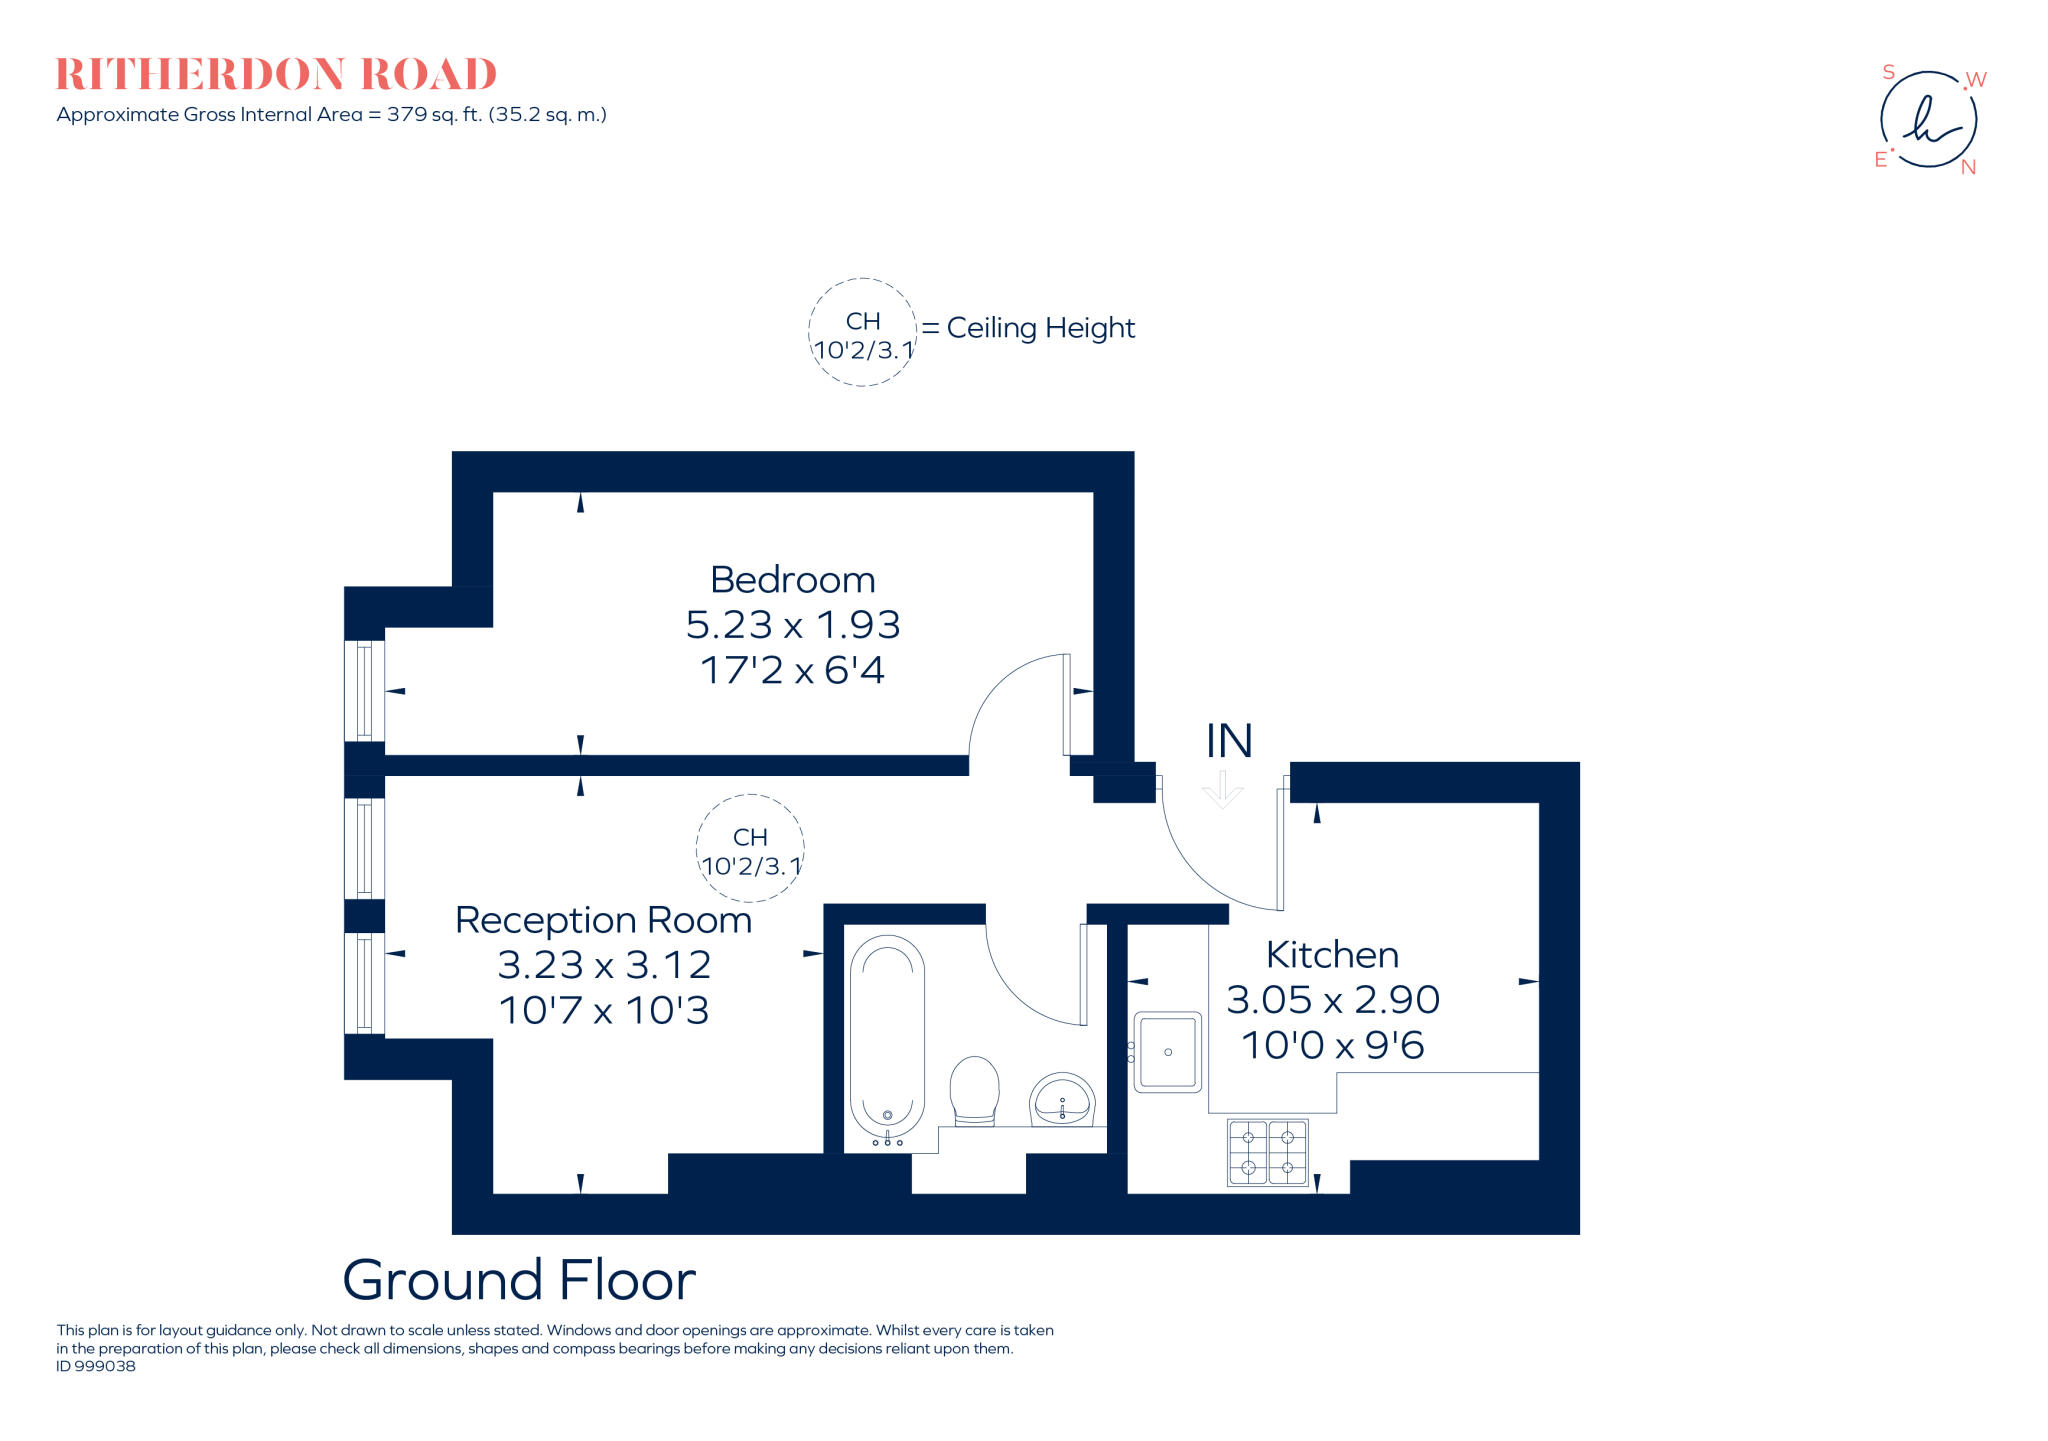 RITHERDON ROAD
Approximate Gross Internal Area = 379 sq. ft. (35.2 sq. m.)
S
W
E
N
CH
10'2/3.1
= Ceiling Height
Bedroom
5.23 x 1.93
17'2 x 6'4
IN
CH
10'2/3.1
Reception Room
3.23 x 3.12
10'7 x 10'3
Kitchen
3.05 x 2.90
10'0 x 9'6
Ground Floor
This plan is for layout guidance only. Not drawn to scale unless stated. Windows and door openings are approximate. Whilst every care is taken
in the preparation of this plan, please check all dimensions, shapes and compass bearings before making any decisions reliant upon them.
ID 999038